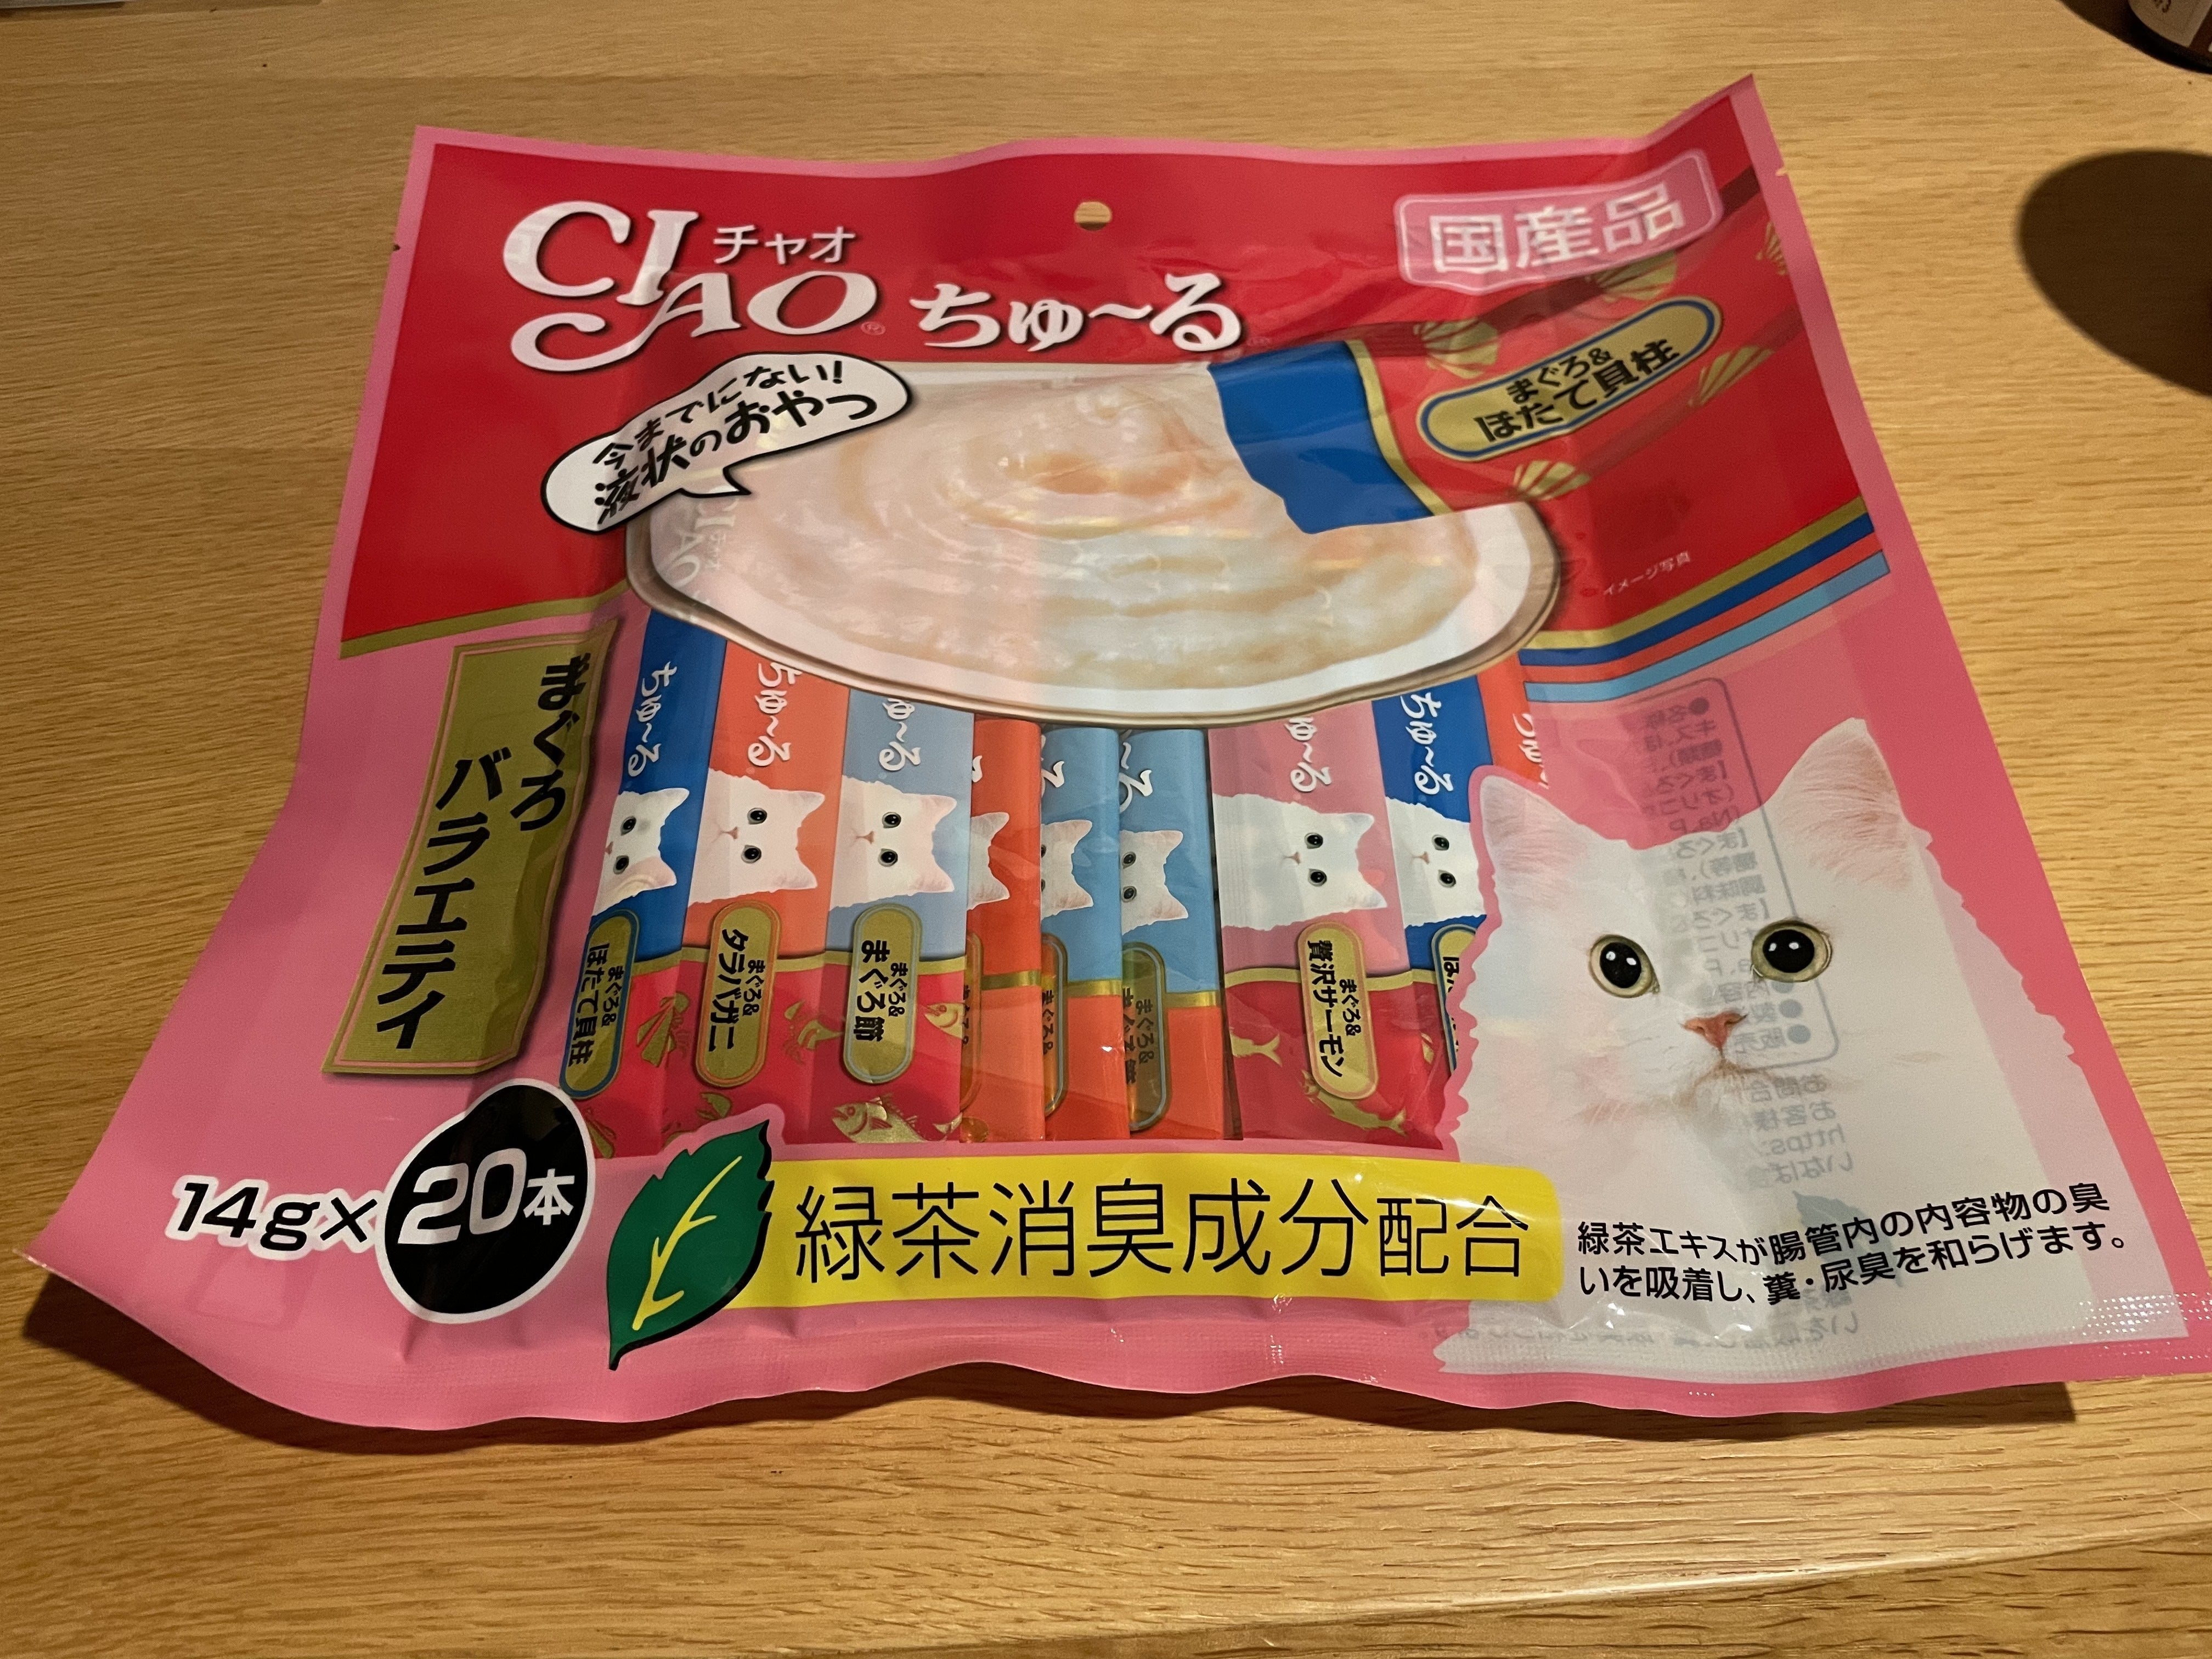 CIAO
チャオ
ちゅ〜る
国産品
今までにない!
液状のおやつ
まぐろ&
ほたて貝柱
イメージ写真
まぐろ
バラエティ
ちゅ〜る
ちゅ〜る
ちゅ〜る
ちゅ〜る
まぐろ&
ほたて貝柱
まぐろ&
タラバガニ
まぐろ&
まぐろ節
まぐろ&
贅沢サーモン
14g×20本
緑茶消臭成分配合
緑茶エキスが腸管内の内容物の臭
いを吸着し、糞・尿臭を和らげます。